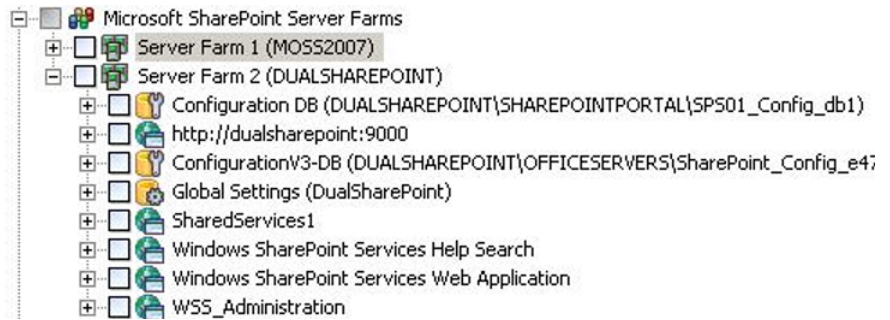 Microsoft SharePoint Server Farms
Server Farm 1 (MOSS2007)
Server Farm 2 (DUALSHAREPOINT)
Configuration DB (DUALSHAREPOINT\SHAREPOINTPORTAL\SPS01_Config_db1)
http://dualsharepoint:9000
ConfigurationV3-DB (DUALSHAREPOINT\OFFICESERVERS\SharePoint_Config_e47
Global Settings (DualSharePoint)
SharedServices1
Windows SharePoint Services Help Search
Windows SharePoint Services Web Application
WSS_Administration